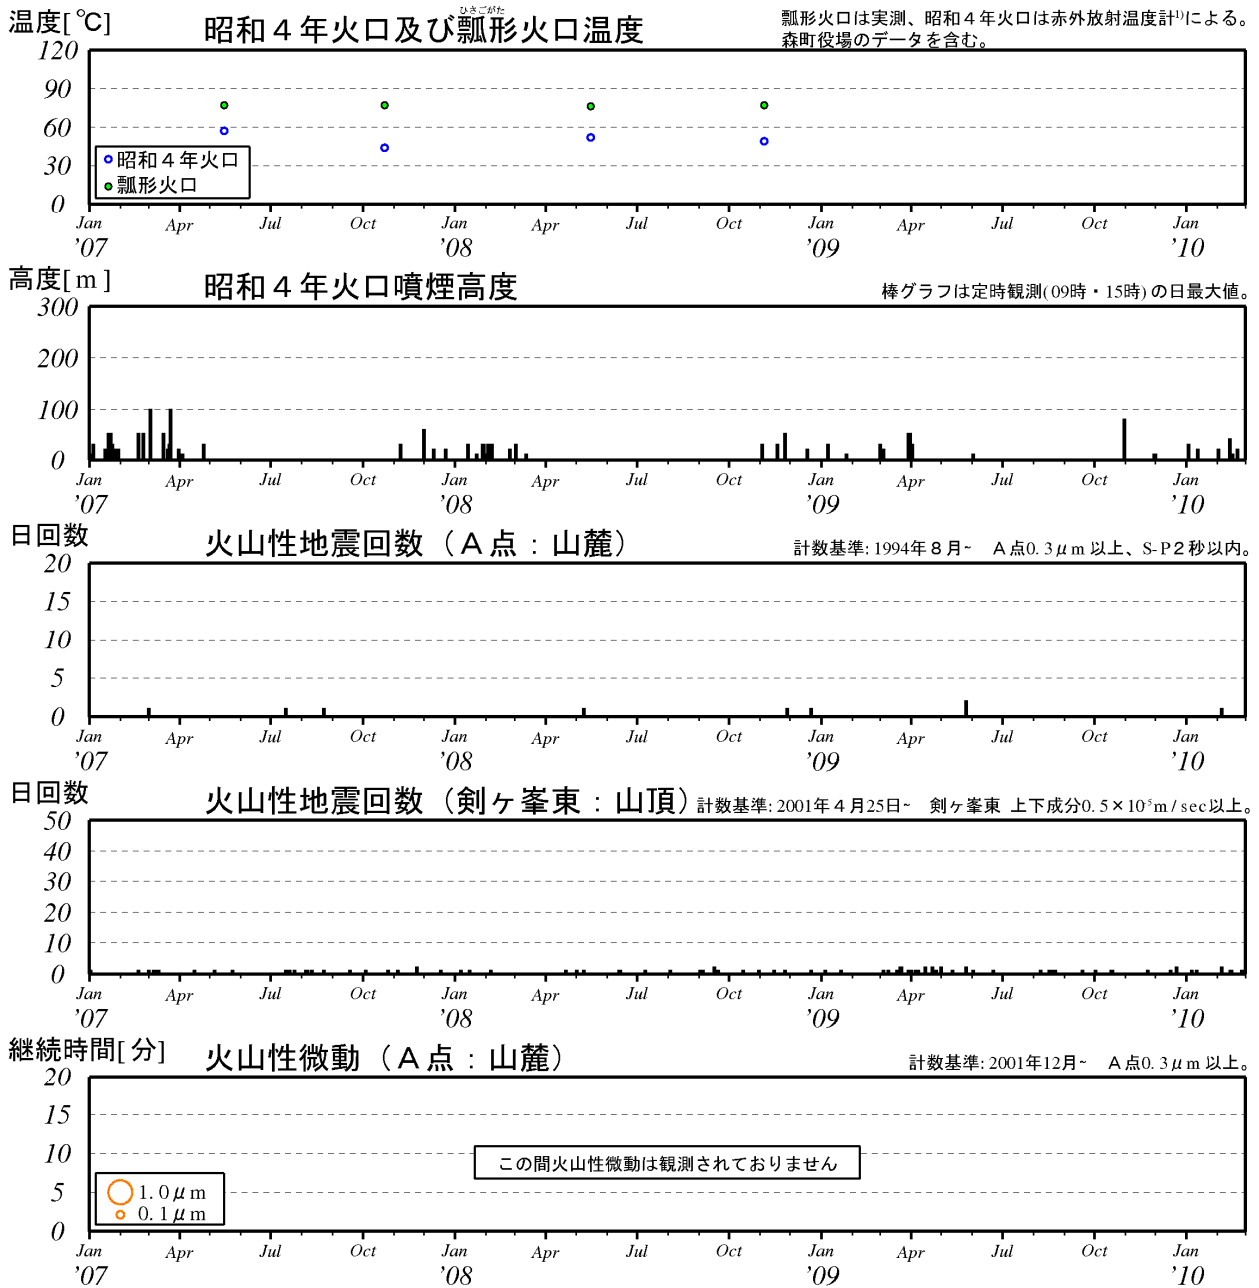 温度[℃]
昭和４年火口及び瓢形火口温度
ひさごがた
瓢形火口は実測、昭和４年火口は赤外放射温度計1)による。
森町役場のデータを含む。
120
90
60
30
0
昭和４年火口
瓢形火口
Jan Apr Jul Oct Jan Apr Jul Oct Jan Apr Jul Oct Jan
'07 '08 '09 '10
高度[m]
昭和４年火口噴煙高度
棒グラフは定時観測(09時・15時)の日最大値。
300
200
100
0
Jan Apr Jul Oct Jan Apr Jul Oct Jan Apr Jul Oct Jan
'07 '08 '09 '10
日回数
火山性地震回数（Ａ点：山麓）
計数基準: 1994年８月~ Ａ点0.3μm以上、S-P２秒以内。
20
15
10
5
0
Jan Apr Jul Oct Jan Apr Jul Oct Jan Apr Jul Oct Jan
'07 '08 '09 '10
日回数
火山性地震回数（剣ヶ峯東：山頂）
計数基準: 2001年４月25日~ 剣ヶ峯東 上下成分0.5×10-5m/sec以上。
50
40
30
20
10
0
Jan Apr Jul Oct Jan Apr Jul Oct Jan Apr Jul Oct Jan
'07 '08 '09 '10
継続時間[分]
火山性微動（Ａ点：山麓）
計数基準: 2001年12月~ Ａ点0.3μm以上。
20
15
10
5
0
この間火山性微動は観測されておりません
1.0μm
0.1μm
Jan Apr Jul Oct Jan Apr Jul Oct Jan Apr Jul Oct Jan
'07 '08 '09 '10